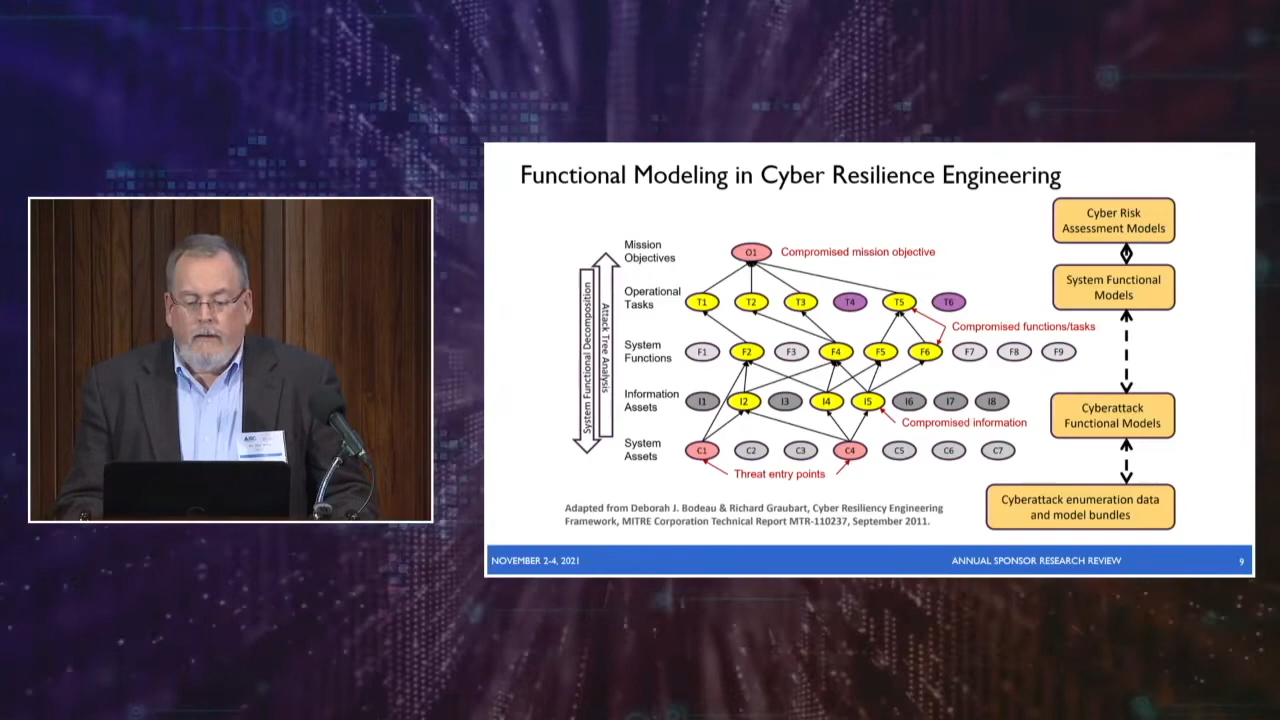 Functional Modeling in Cyber Resilience Engineering
Mission
Objectives
O1
Compromised mission objective
Operational
Tasks
T1 T2 T3 T4 T5 T6
Compromised functions/tasks
System
Functions
F1 F2 F3 F4 F5 F6 F7 F8 F9
Information
Assets
I1 I2 I3 I4 I5 I6 I7 I8
Compromised information
System
Assets
C1 C2 C3 C4 C5 C6 C7
Threat entry points
System Functional Decomposition
Attack Tree Analysis
Cyber Risk
Assessment Models
System Functional
Models
Cyberattack
Functional Models
Cyberattack enumeration data
and model bundles
Adapted from Deborah J. Bodeau & Richard Graubart, Cyber Resiliency Engineering
Framework, MITRE Corporation Technical Report MTR-110237, September 2011.
NOVEMBER 2-4, 2021
ANNUAL SPONSOR RESEARCH REVIEW
9